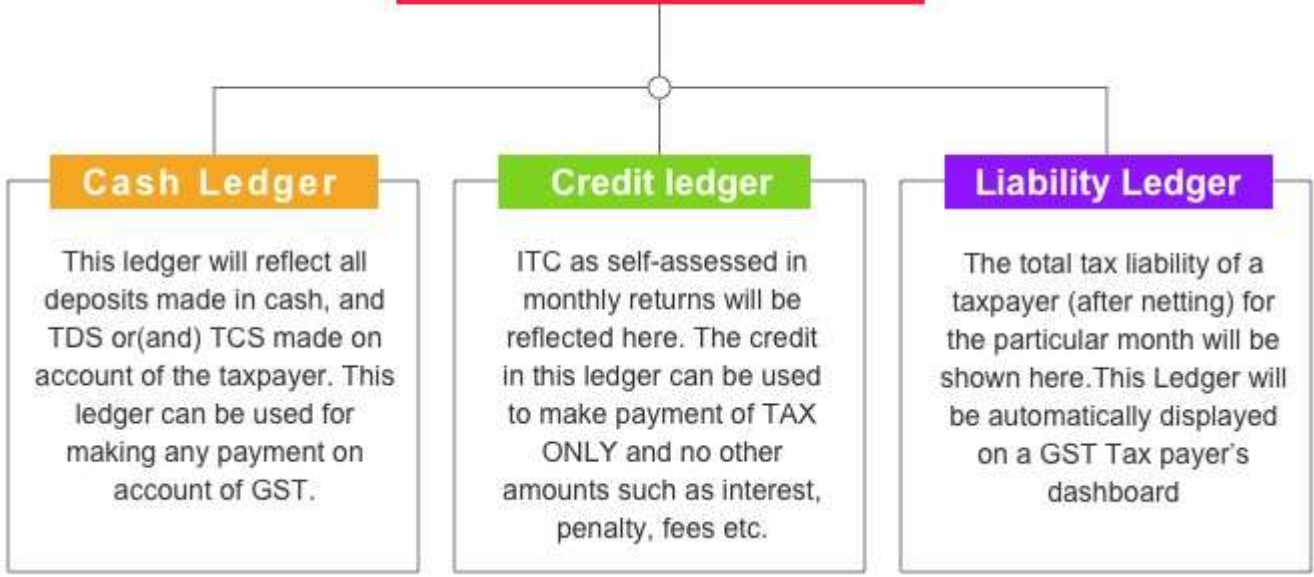 Cash Ledger
This ledger will reflect all
deposits made in cash, and
TDS or(and) TCS made on
account of the taxpayer. This
ledger can be used for
making any payment on
account of GST.
Credit ledger
ITC as self-assessed in
monthly returns will be
reflected here. The credit
in this ledger can be used
to make payment of TAX
ONLY and no other
amounts such as interest,
penalty, fees etc.
Liability Ledger
The total tax liability of a
taxpayer (after netting) for
the particular month will be
shown here.This Ledger will
be automatically displayed
on a GST Tax payer's
dashboard